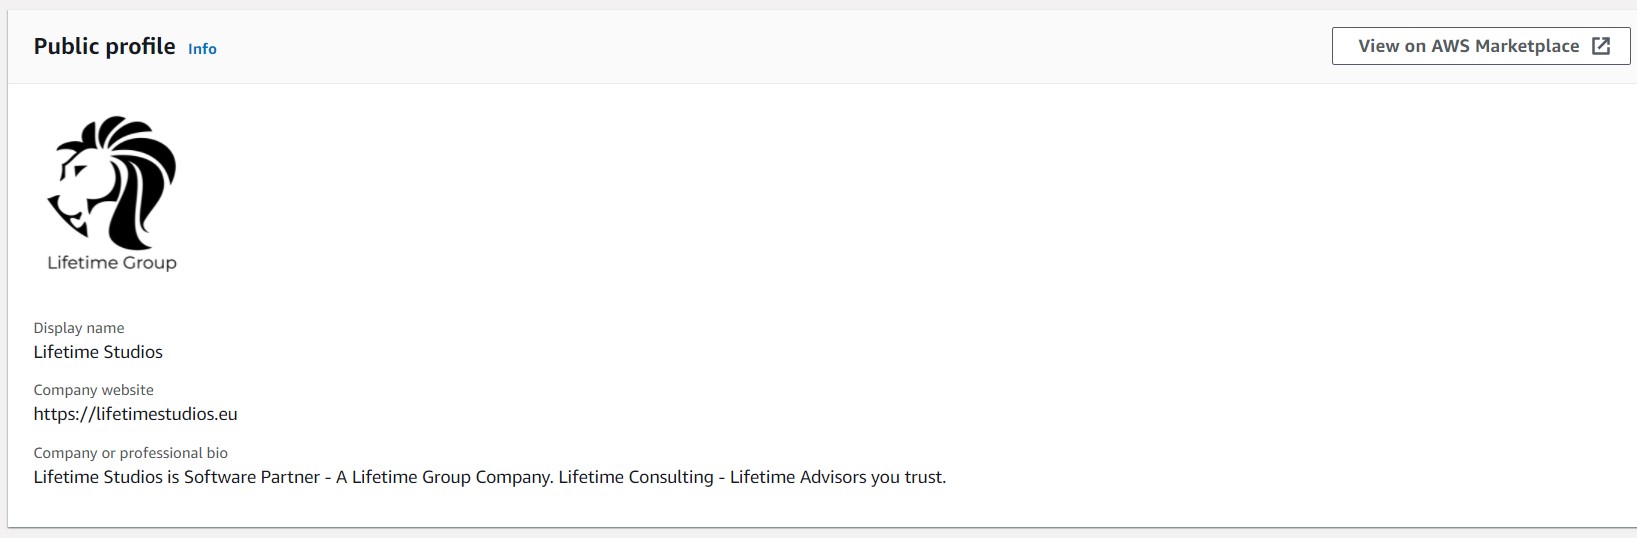 Public profile Info
View on AWS Marketplace
Lifetime Group
Display name
Lifetime Studios
Company website
https://lifetimestudios.eu
Company or professional bio
Lifetime Studios is Software Partner - A Lifetime Group Company. Lifetime Consulting - Lifetime Advisors you trust.